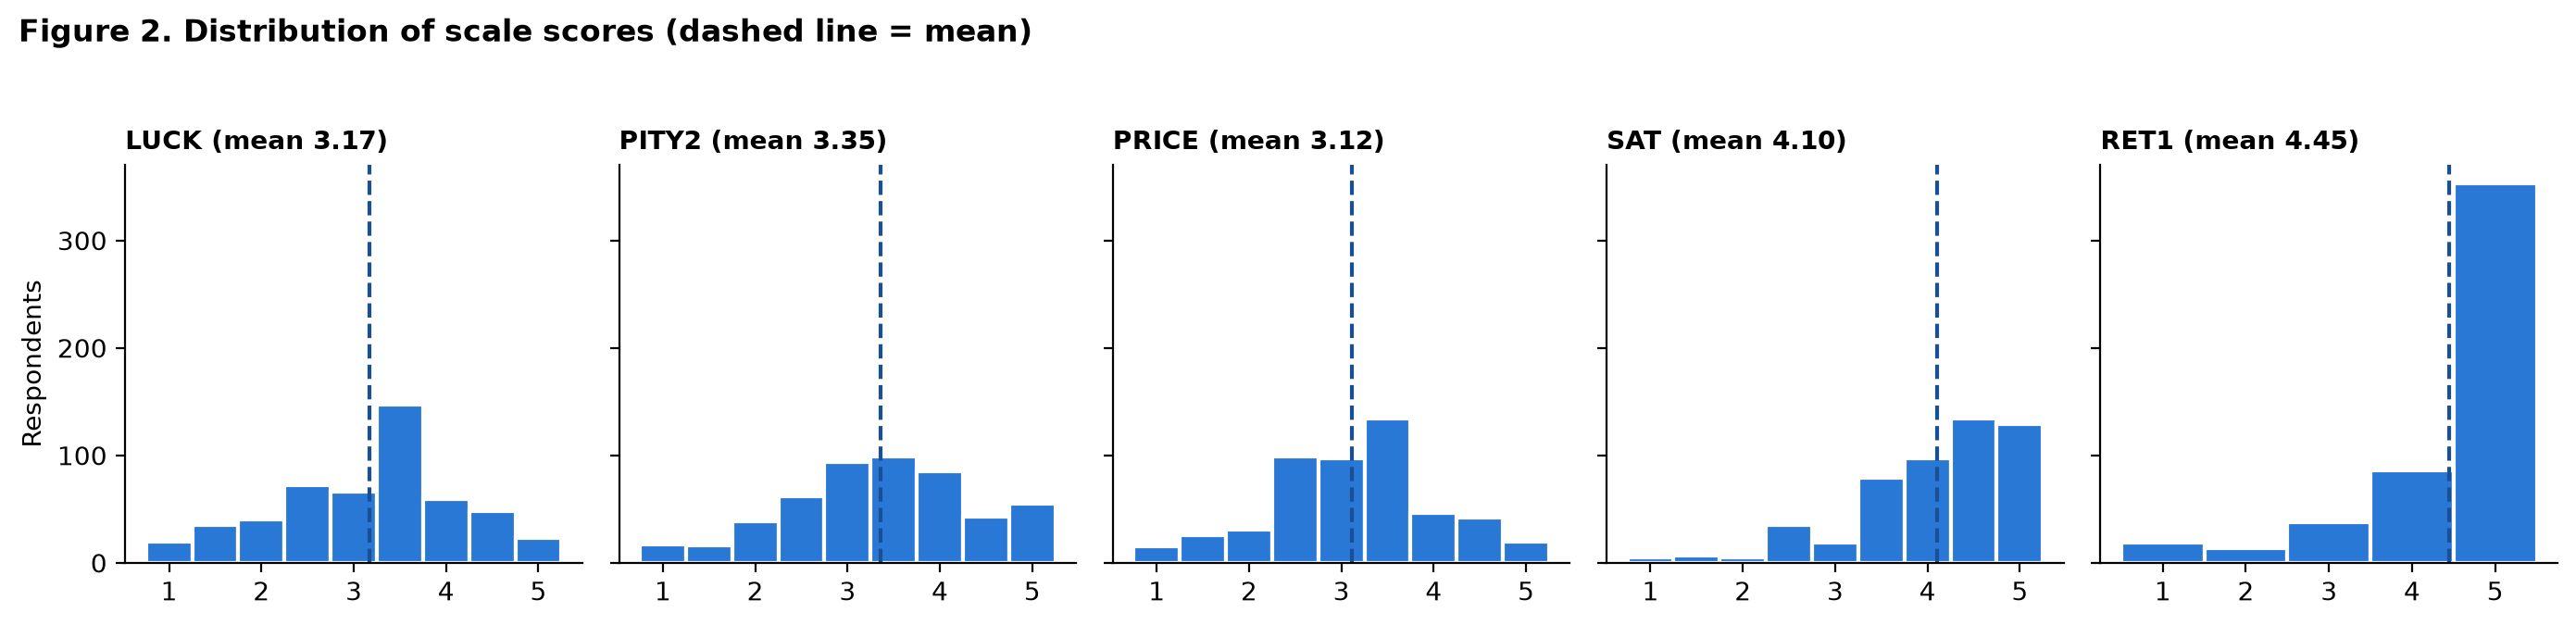 Figure 2. Distribution of scale scores (dashed line = mean)
LUCK (mean 3.17)
PITY2 (mean 3.35)
PRICE (mean 3.12)
SAT (mean 4.10)
RET1 (mean 4.45)
Respondents
300
200
100
0
1 2 3 4 5
1 2 3 4 5
1 2 3 4 5
1 2 3 4 5
1 2 3 4 5